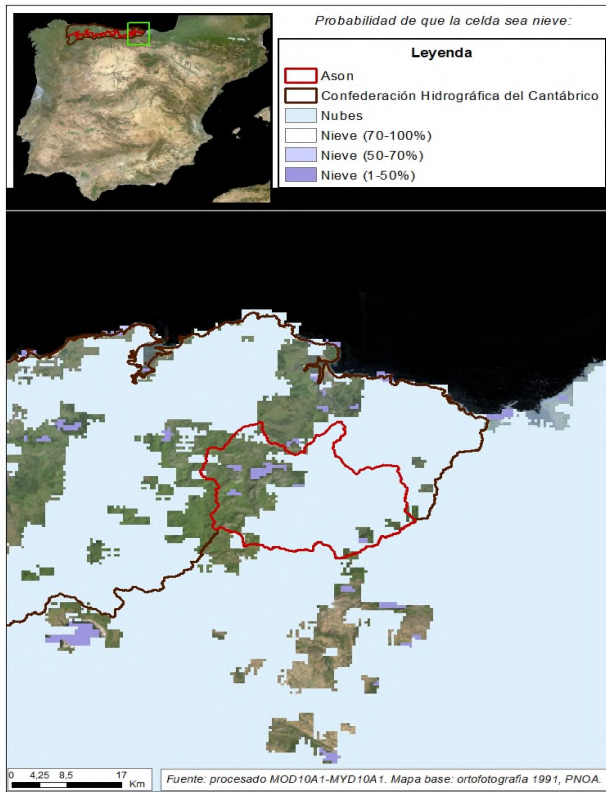 Probabilidad de que la celda sea nieve:
Leyenda
Ason
Confederación Hidrográfica del Cantábrico
Nubes
Nieve (70-100%)
Nieve (50-70%)
Nieve (1-50%)
0 4,25 8,5 17
Km
Fuente: procesado MOD10A1-MYD10A1. Mapa base: ortofotografia 1991, PNOA.